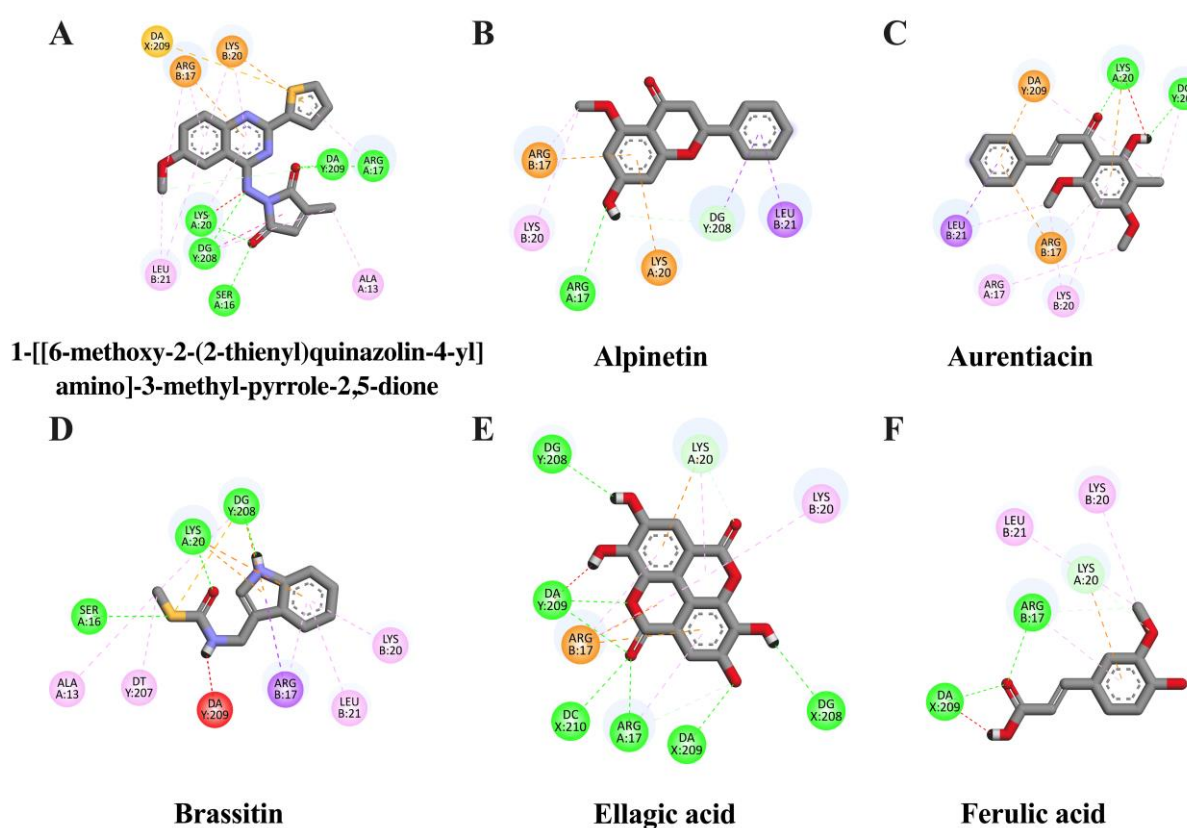 A
DA
X:209
LYS
B:20
ARG
B:17
DA
Y:209
ARG
A:17
LYS
A:20
DG
Y:208
LEU
B:21
SER
A:16
ALA
A:13
1-[[6-methoxy-2-(2-thienyl)quinazolin-4-yl]
amino]-3-methyl-pyrrole-2,5-dione
B
ARG
B:17
LYS
B:20
ARG
A:17
LYS
A:20
DG
Y:208
LEU
B:21
Alpinetin
C
DA
Y:209
LYS
A:20
DG
LEU
B:21
ARG
B:17
ARG
A:17
LYS
B:20
Aurentiacin
D
DG
Y:208
LYS
A:20
SER
A:16
ALA
A:13
DT
Y:207
DA
Y:209
ARG
B:17
LEU
B:21
LYS
B:20
Brassitin
E
DG
Y:208
LYS
A:20
LYS
B:20
DA
Y:209
ARG
B:17
DC
X:210
ARG
A:17
DA
X:209
DG
X:208
Ellagic acid
F
LYS
B:20
LEU
B:21
LYS
A:20
ARG
B:17
DA
X:209
Ferulic acid